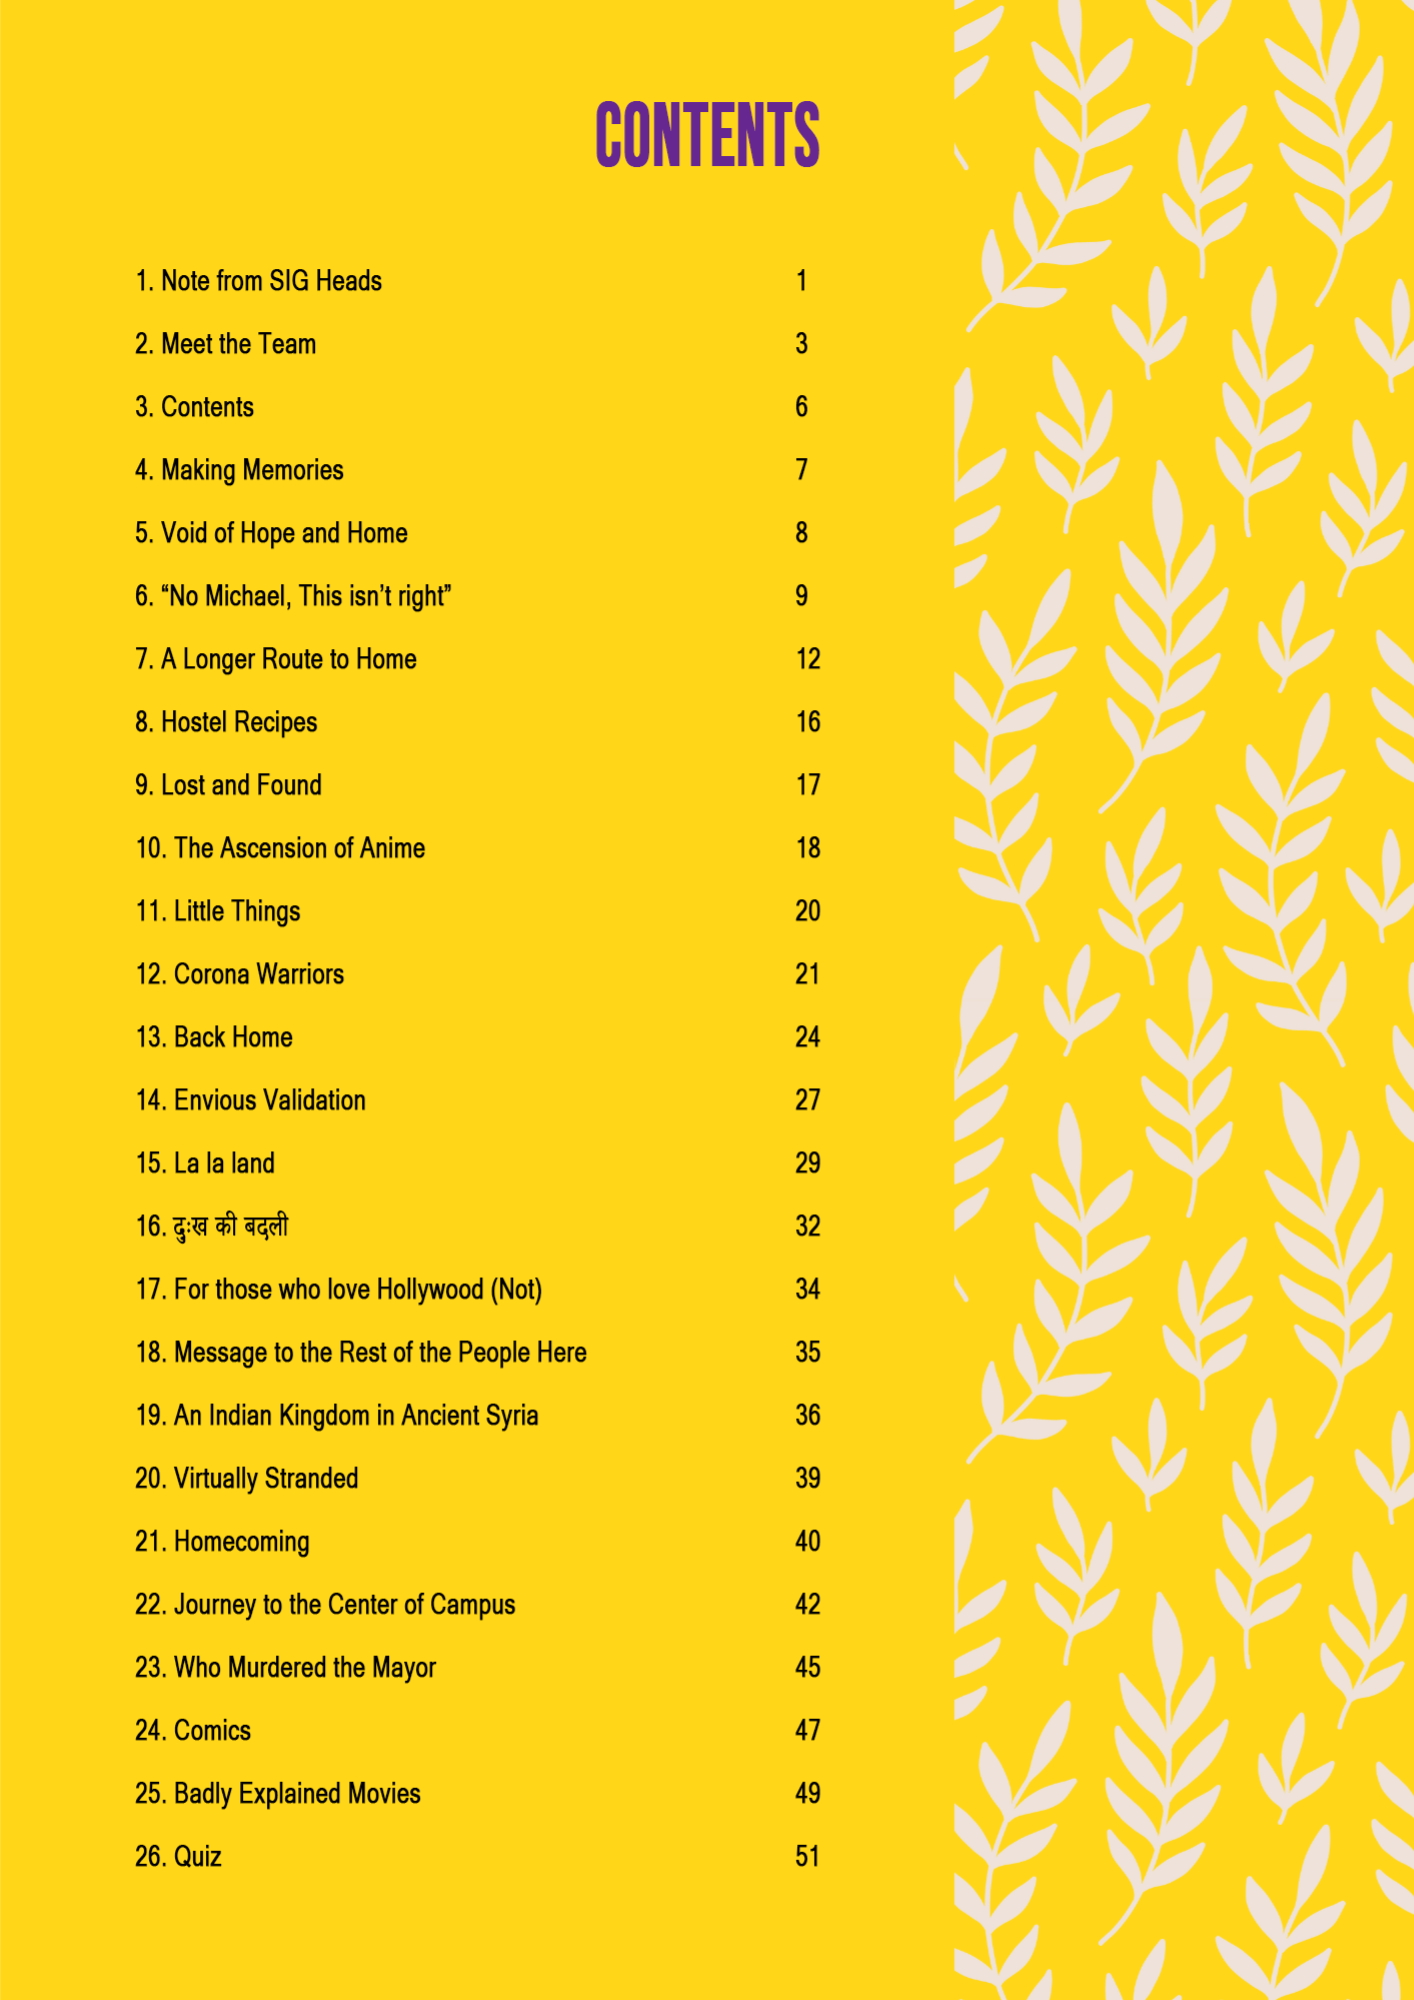 CONTENTS
1. Note from SIG Heads 1
2. Meet the Team 3
3. Contents 6
4. Making Memories 7
5. Void of Hope and Home 8
6. “No Michael, This isn’t right” 9
7. A Longer Route to Home 12
8. Hostel Recipes 16
9. Lost and Found 17
10. The Ascension of Anime 18
11. Little Things 20
12. Corona Warriors 21
13. Back Home 24
14. Envious Validation 27
15. La la land 29
16. दुःख की बदली 32
17. For those who love Hollywood (Not) 34
18. Message to the Rest of the People Here 35
19. An Indian Kingdom in Ancient Syria 36
20. Virtually Stranded 39
21. Homecoming 40
22. Journey to the Center of Campus 42
23. Who Murdered the Mayor 45
24. Comics 47
25. Badly Explained Movies 49
26. Quiz 51